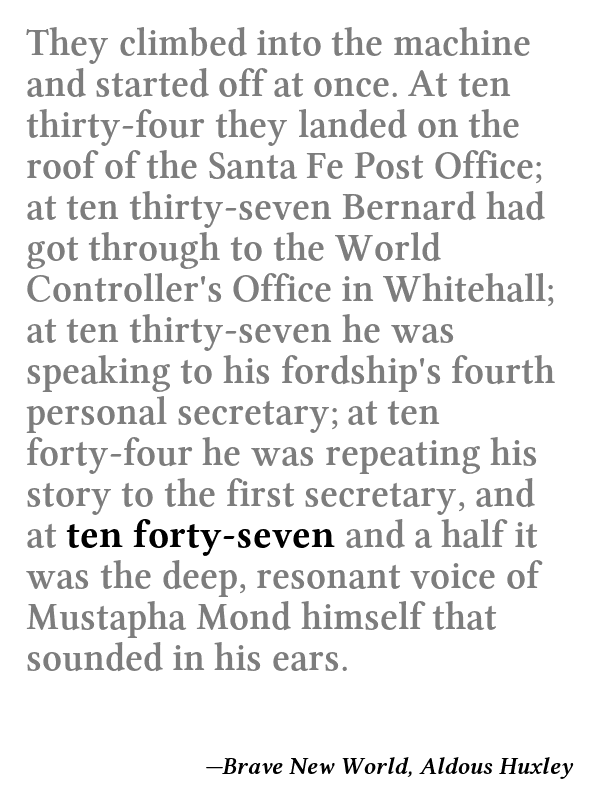 They climbed into the machine
and started off at once. At ten
thirty-four they landed on the
roof of the Santa Fe Post Office;
at ten thirty-seven Bernard had
got through to the World
Controller's Office in Whitehall;
at ten thirty-seven he was
speaking to his fordship's fourth
personal secretary; at ten
forty-four he was repeating his
story to the first secretary, and
at ten forty-seven and a half it
was the deep, resonant voice of
Mustapha Mond himself that
sounded in his ears.
—Brave New World, Aldous Huxley